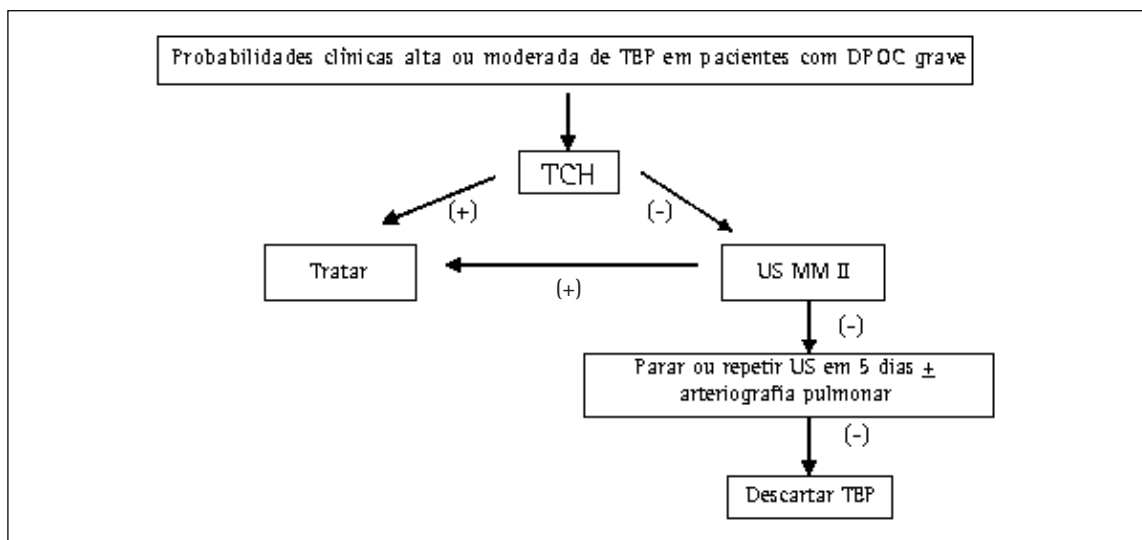 Probabilidades clínicas alta ou moderada de TEP em pacientes com DPOC grave
TCH
(+)
(-)
Tratar
US MM II
(+)
(-)
Parar ou repetir US em 5 dias ±
arteriografia pulmonar
(-)
Descartar TEP